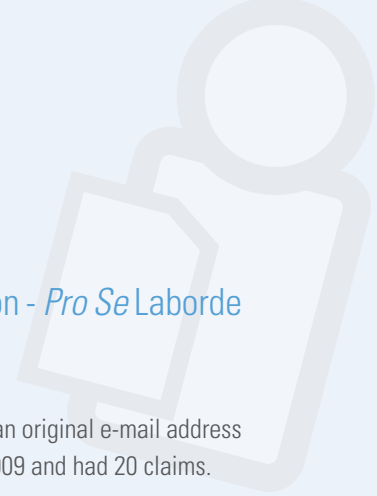 on - Pro Se Laborde
an original e-mail address
009 and had 20 claims.